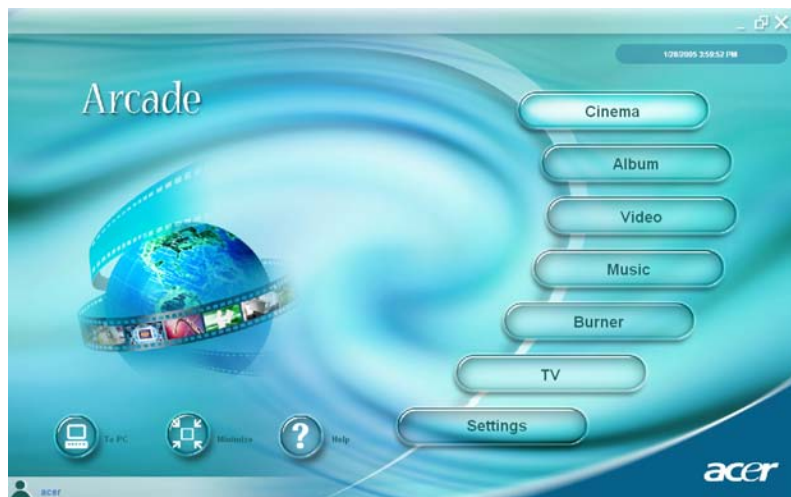 1/28/2005 3:59:52 PM
Arcade
Cinema
Album
Video
Music
Burner
TV
Settings
To PC
Minimize
Help
acer
acer